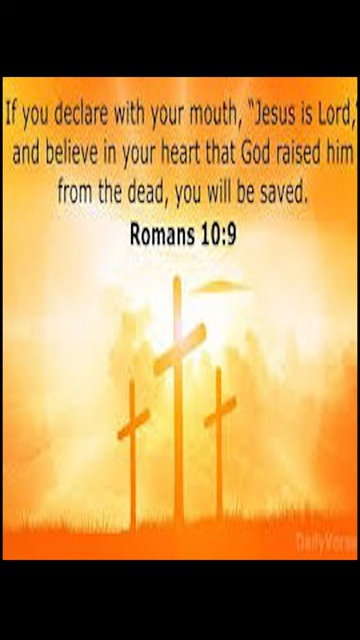 If you declare with your mouth, "Jesus is Lord,
and believe in your heart that God raised him
from the dead, you will be saved.
Romans 10:9